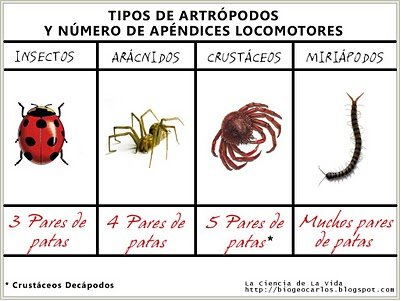 TIPOS DE ARTRÓPODOS
Y NÚMERO DE APÉNDICES LOCOMOTORES
INSECTOS ARÁCNIDOS CRUSTÁCEOS MIRIÁPODOS
3 Pares de patas 4 Pares de patas 5 Pares de patas* Muchos pares de patas
* Crustáceos Decápodos
La Ciencia de La Vida
http://biogeocarlos.blogspot.com